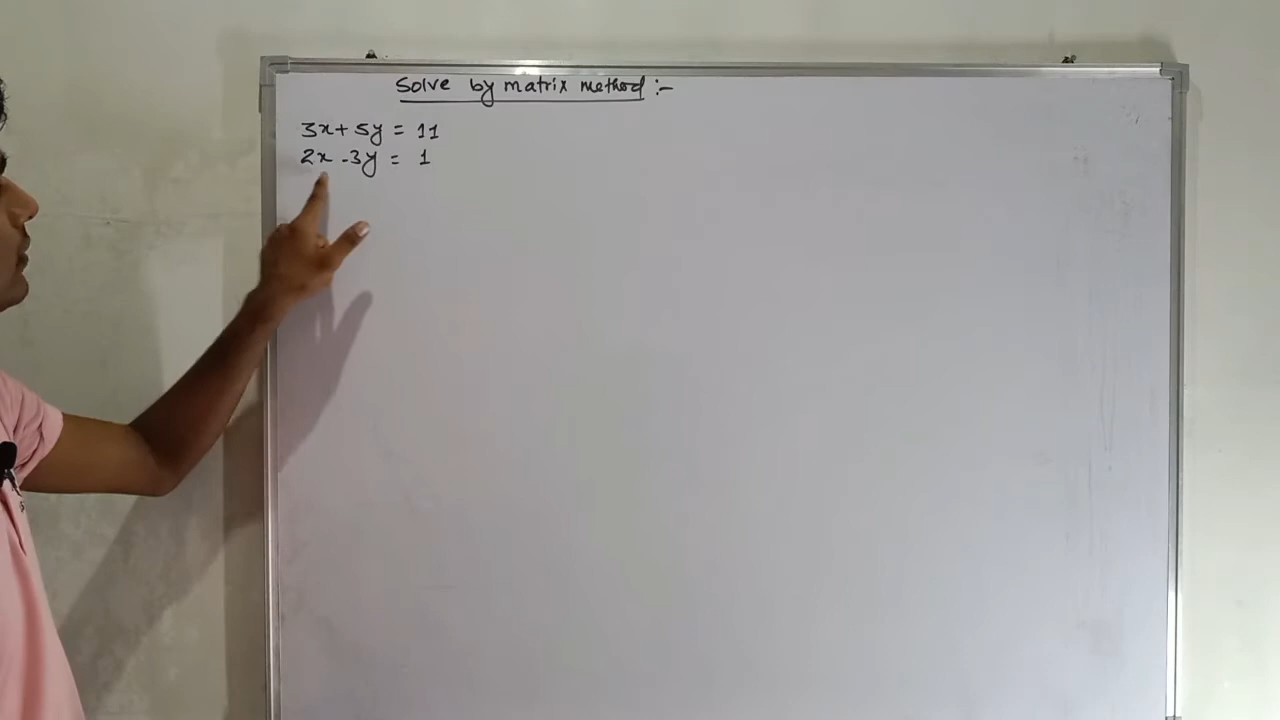 Solve by matrix method :-
3x + 5y = 11
2x - 3y = 1